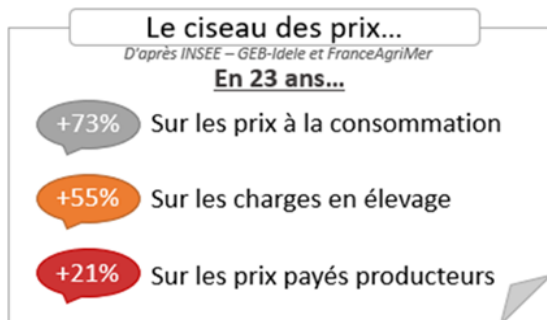 Le ciseau des prix...
D'après INSEE – GEB-Idele et FranceAgriMer
En 23 ans...
+73% Sur les prix à la consommation
+55% Sur les charges en élevage
+21% Sur les prix payés producteurs